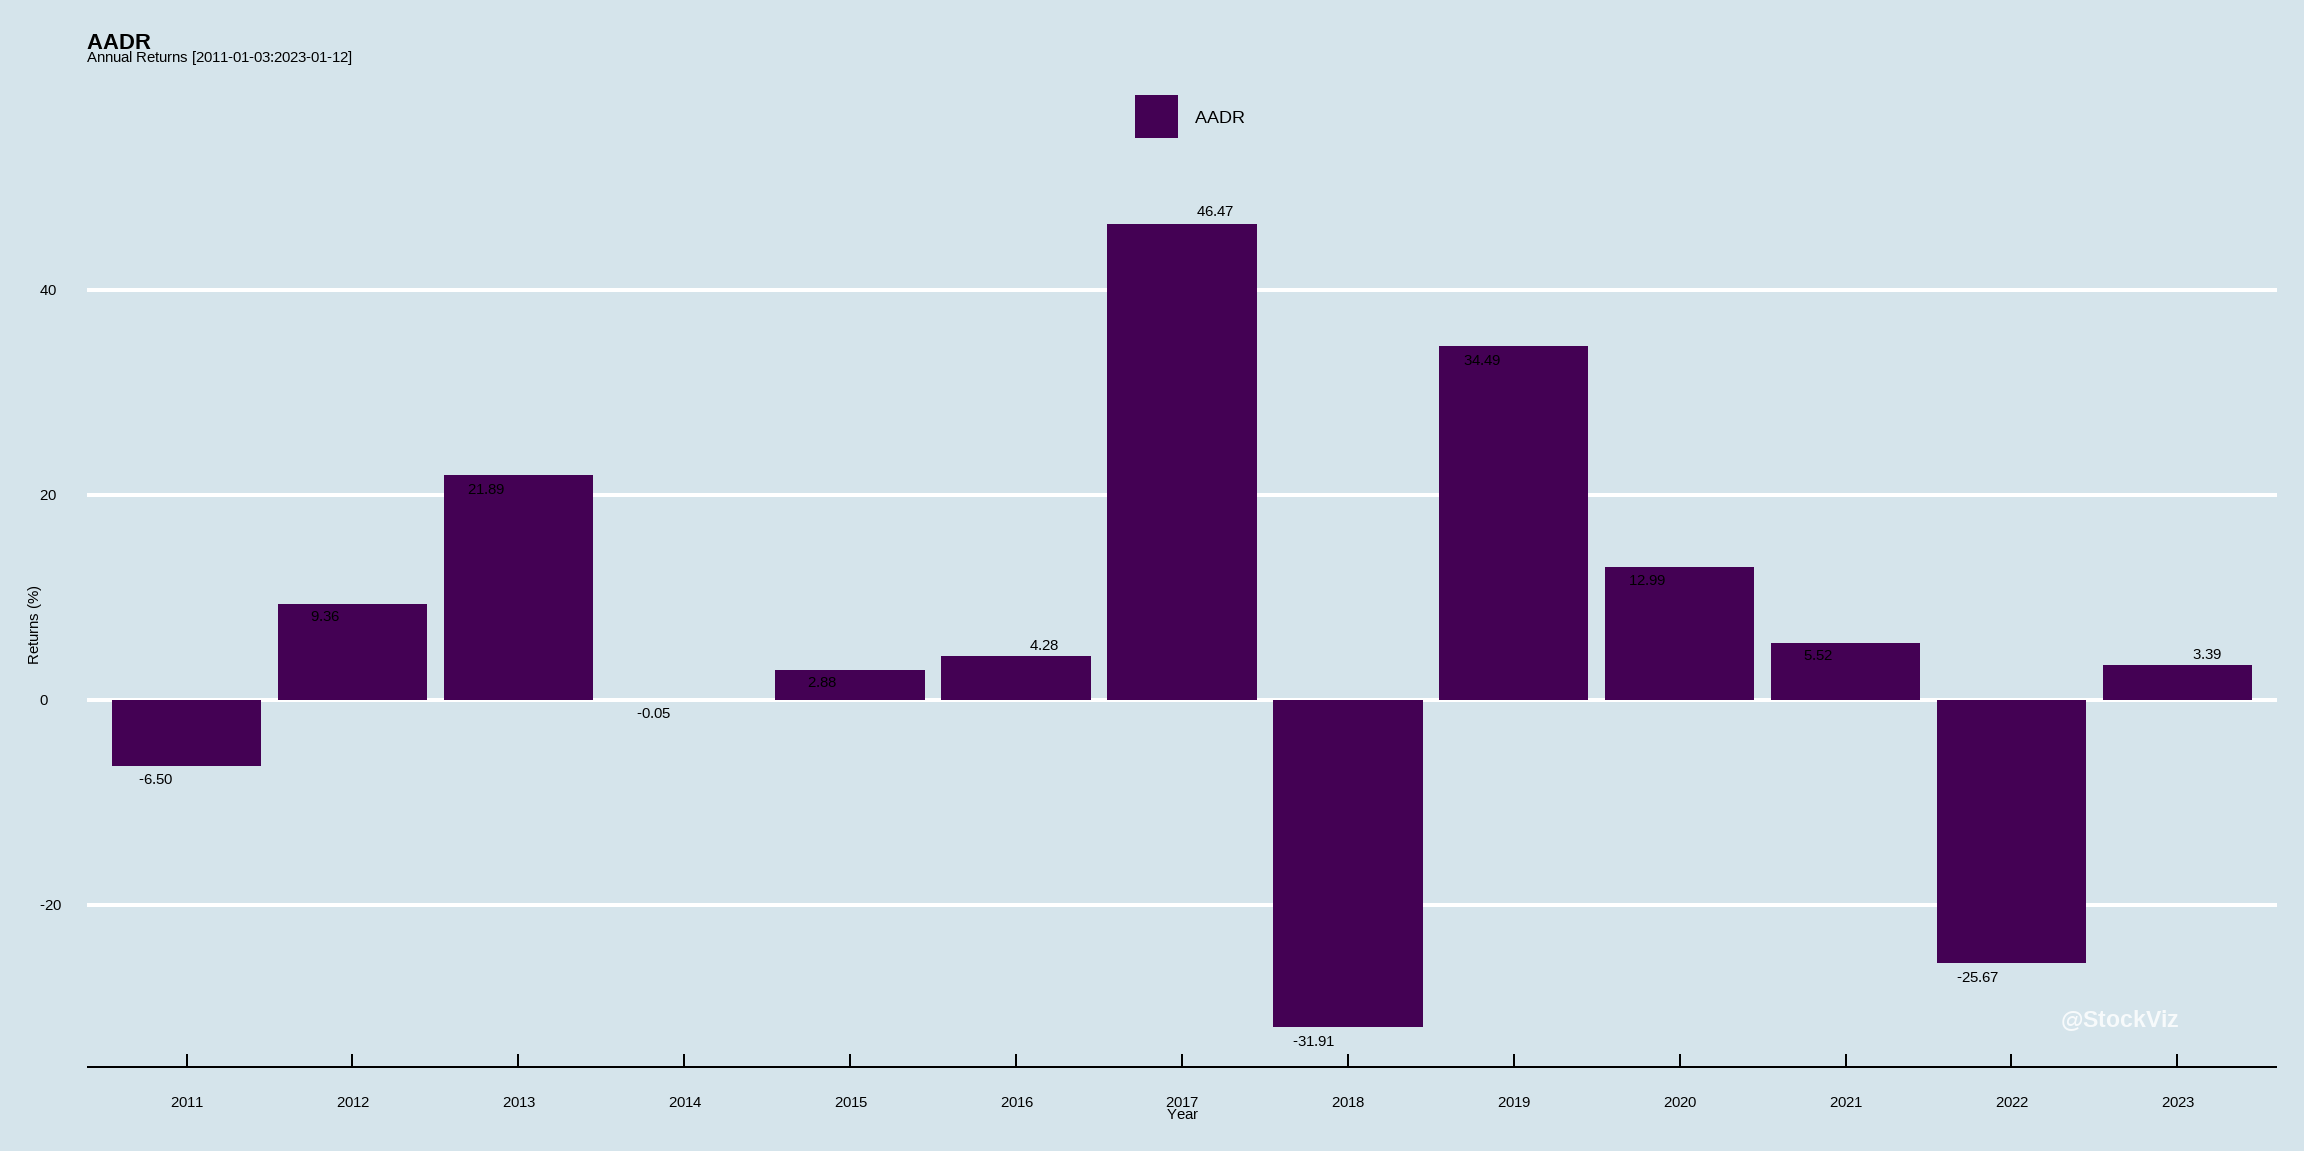 AADR
Annual Returns [2011-01-03:2023-01-12]
AADR
46.47
40
34.49
21.89
20
12.99
9.36
Returns (%)
4.28
5.52
3.39
2.88
0
-0.05
-6.50
-20
-25.67
@StockViz
-31.91
2011 2012 2013 2014 2015 2016 2017 2018 2019 2020 2021 2022 2023
Year